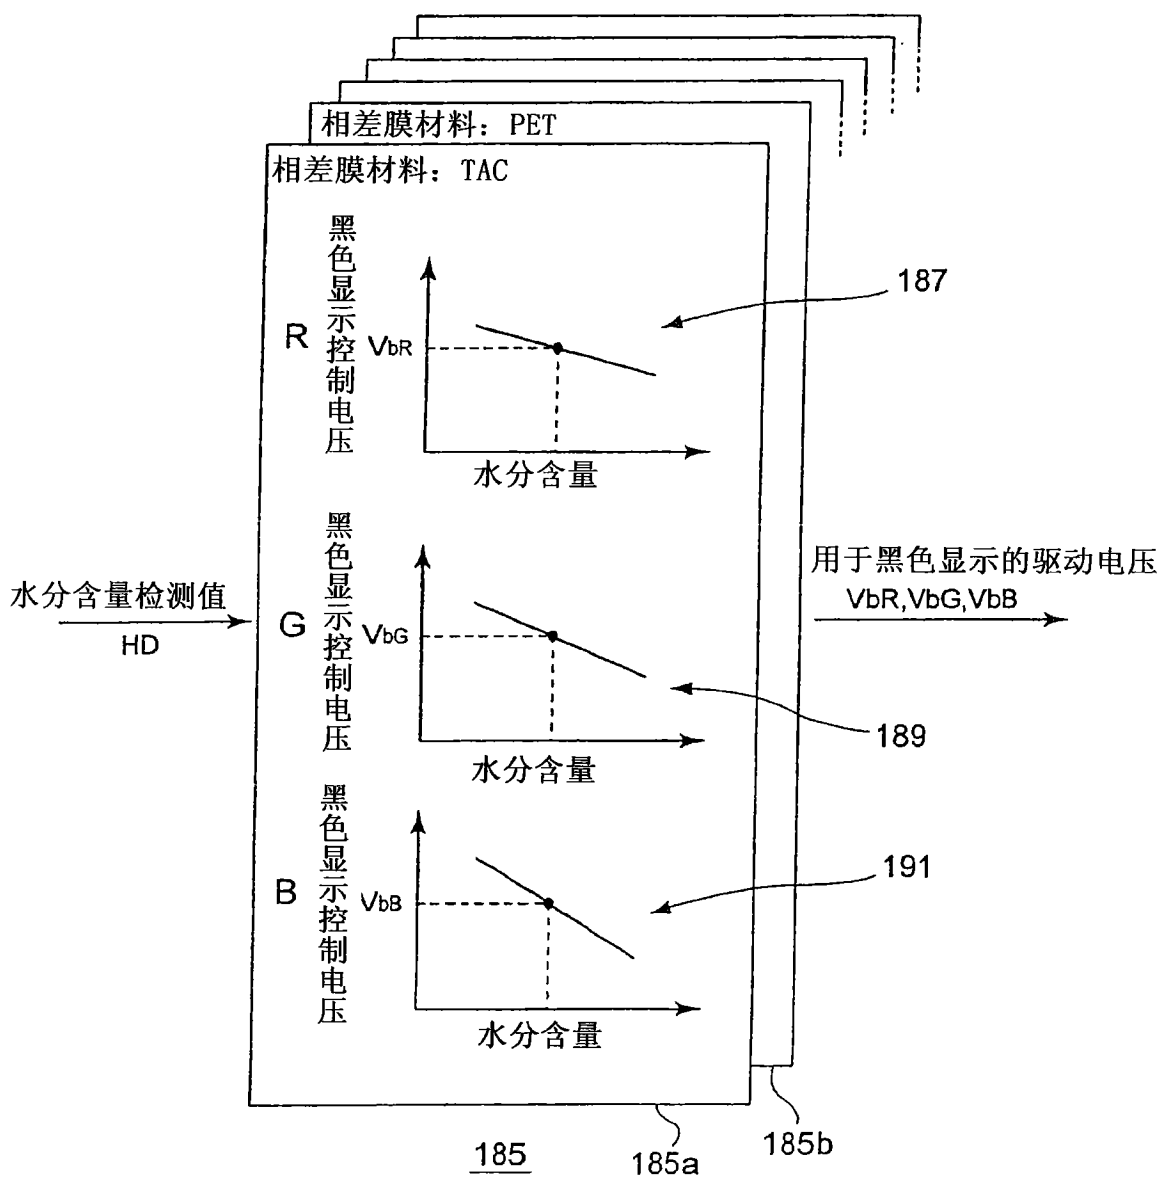 相差膜材料：PET
相差膜材料：TAC
R
黑色显示控制电压
VbR
水分含量
187
G
黑色显示控制电压
VbG
水分含量
189
B
黑色显示控制电压
VbB
水分含量
191
水分含量检测值
HD
用于黑色显示的驱动电压
VbR,VbG,VbB
185
185a
185b